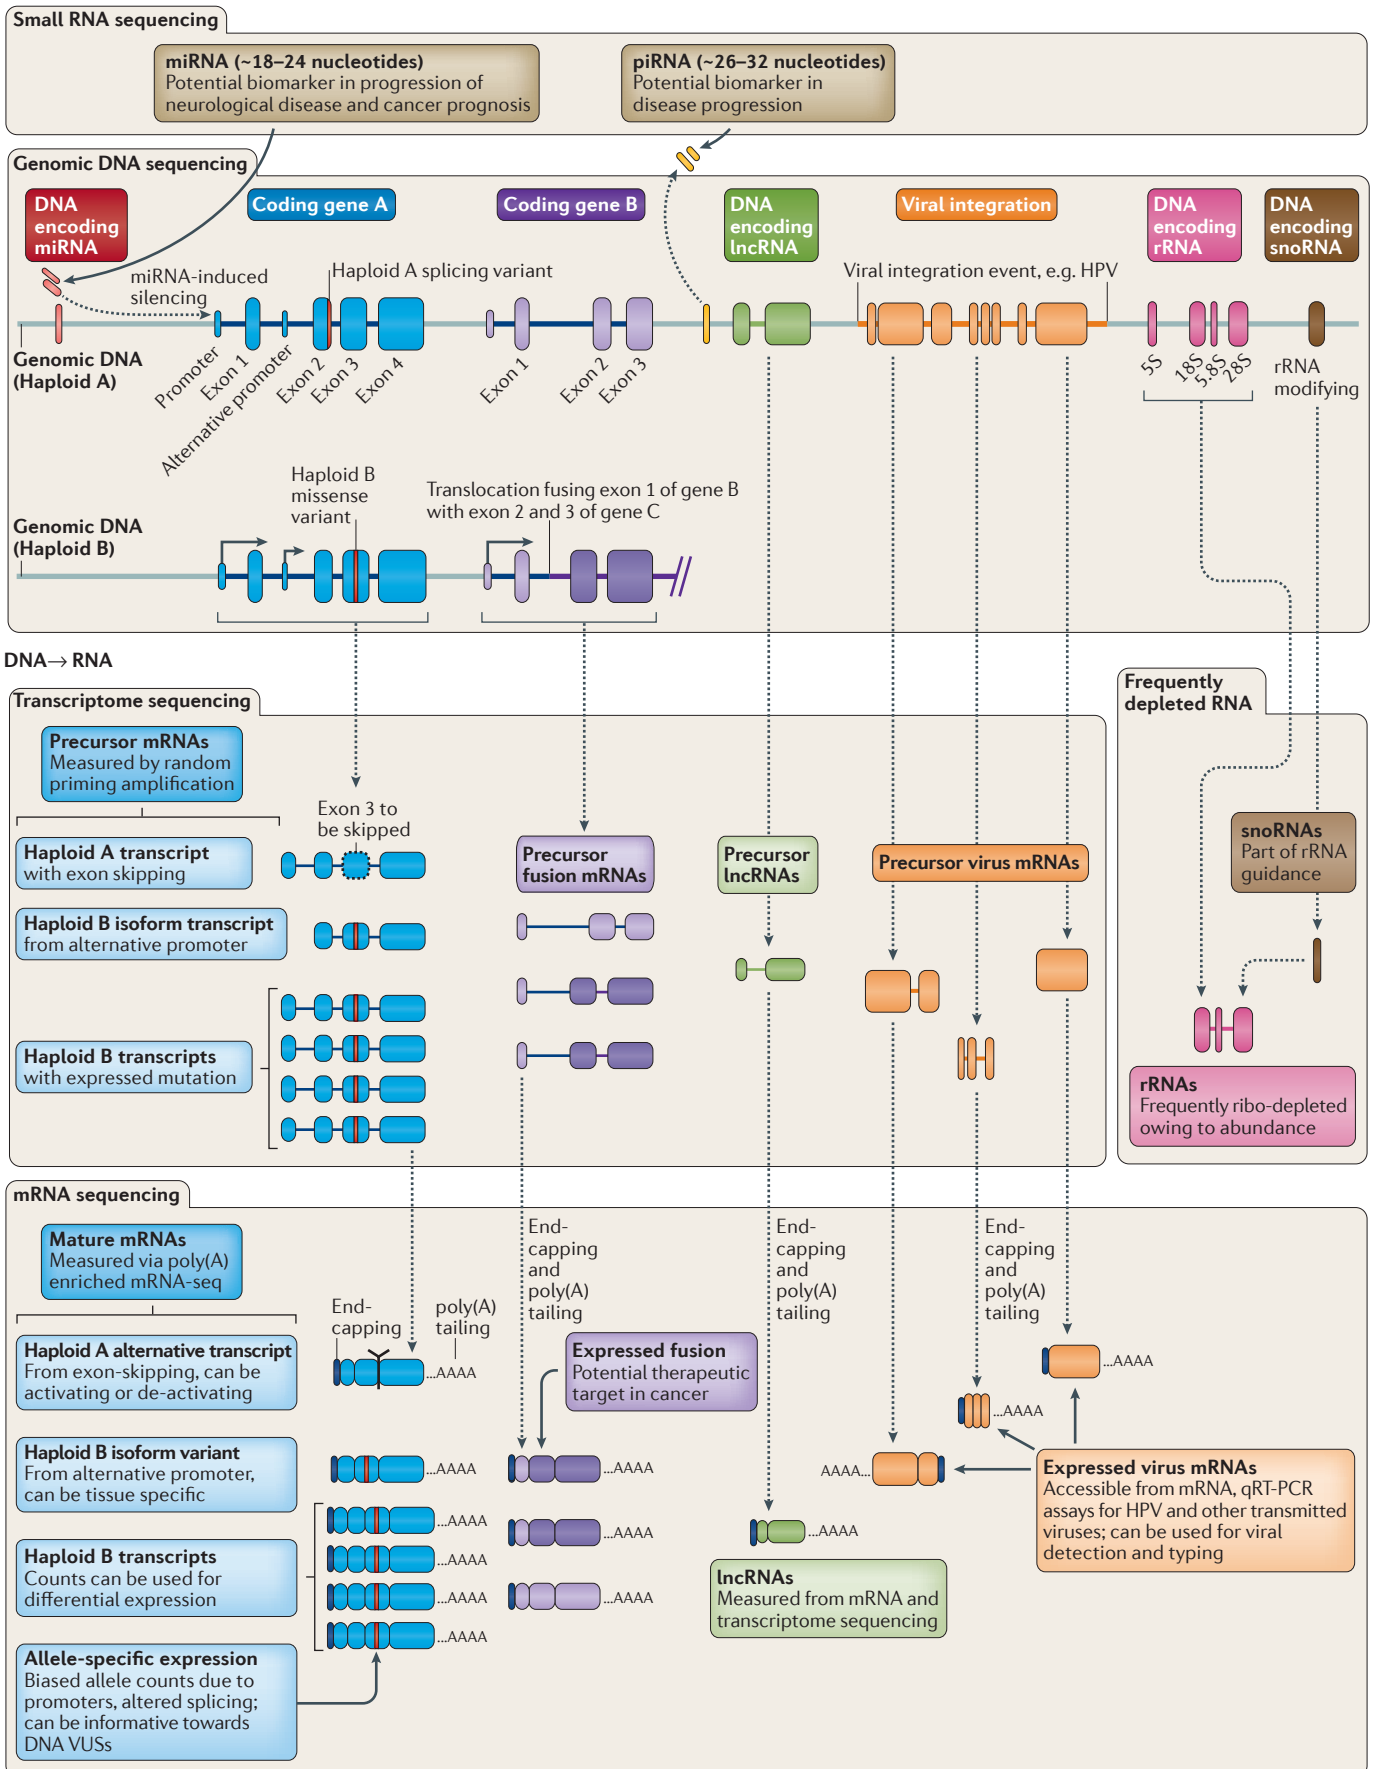 Small RNA sequencing
miRNA (~18–24 nucleotides)
Potential biomarker in progression of
neurological disease and cancer prognosis
piRNA (~26–32 nucleotides)
Potential biomarker in
disease progression
Genomic DNA sequencing
DNA
encoding
miRNA
Coding gene A
Coding gene B
DNA
encoding
lncRNA
Viral integration
DNA
encoding
rRNA
DNA
encoding
snoRNA
miRNA-induced
silencing
Haploid A splicing variant
Viral integration event, e.g. HPV
Genomic DNA
(Haploid A)
Promoter
Exon 1
Alternative promoter
Exon 2
Exon 3
Exon 4
Exon 1
Exon 2
Exon 3
5S
18S
5.8S
28S
rRNA
modifying
Haploid B
missense
variant
Translocation fusing exon 1 of gene B
with exon 2 and 3 of gene C
Genomic DNA
(Haploid B)
DNA→ RNA
Transcriptome sequencing
Frequently
depleted RNA
Precursor mRNAs
Measured by random
priming amplification
Exon 3 to
be skipped
Haploid A transcript
with exon skipping
Precursor
fusion mRNAs
Precursor
lncRNAs
Precursor virus mRNAs
snoRNAs
Part of rRNA
guidance
Haploid B isoform transcript
from alternative promoter
Haploid B transcripts
with expressed mutation
rRNAs
Frequently ribo-depleted
owing to abundance
mRNA sequencing
Mature mRNAs
Measured via poly(A)
enriched mRNA-seq
End-
capping
poly(A)
tailing
End-
capping
and
poly(A)
tailing
End-
capping
and
poly(A)
tailing
End-
capping
and
poly(A)
tailing
Haploid A alternative transcript
From exon-skipping, can be
activating or de-activating
...AAAA
Expressed fusion
Potential therapeutic
target in cancer
...AAAA
...AAAA
Haploid B isoform variant
From alternative promoter,
can be tissue specific
...AAAA
...AAAA
AAAA...
Expressed virus mRNAs
Accessible from mRNA, qRT-PCR
assays for HPV and other transmitted
viruses; can be used for viral
detection and typing
Haploid B transcripts
Counts can be used for
differential expression
...AAAA
...AAAA
...AAAA
...AAAA
...AAAA
...AAAA
...AAAA
lncRNAs
Measured from mRNA and
transcriptome sequencing
Allele-specific expression
Biased allele counts due to
promoters, altered splicing;
can be informative towards
DNA VUSs